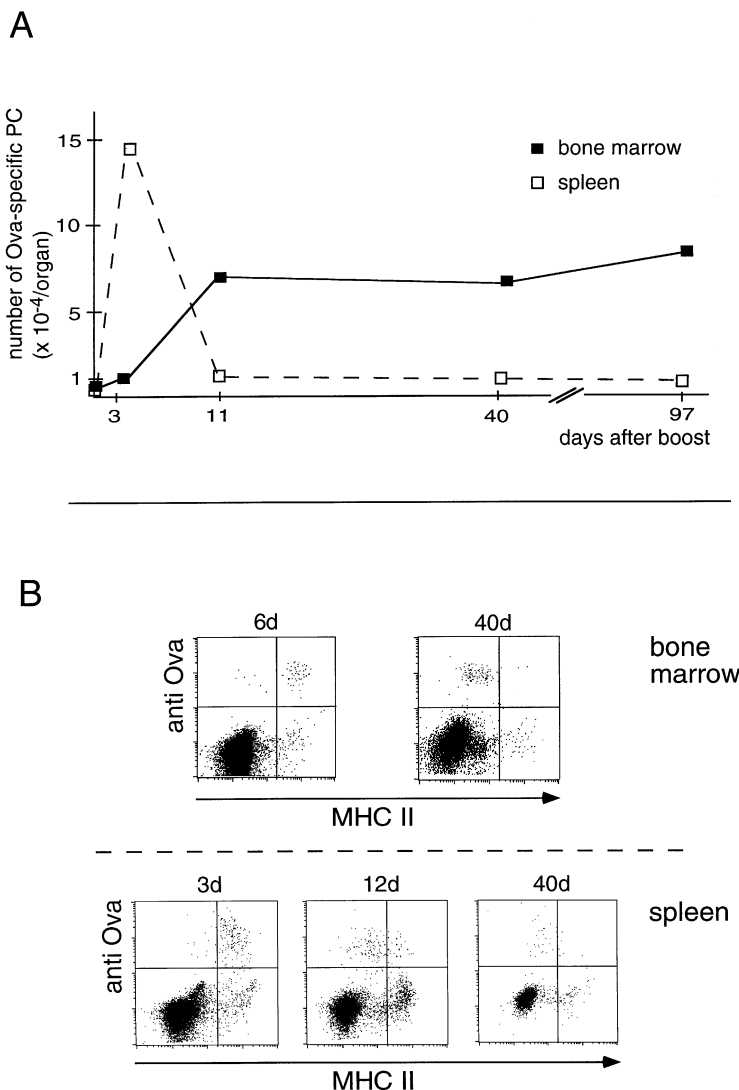 A
number of Ova-specific PC
(x 10-4/organ)
15
10
5
1
bone marrow
spleen
3
11
40
97
days after boost
B
6d
40d
bone
marrow
anti Ova
MHC II
3d
12d
40d
spleen
anti Ova
MHC II